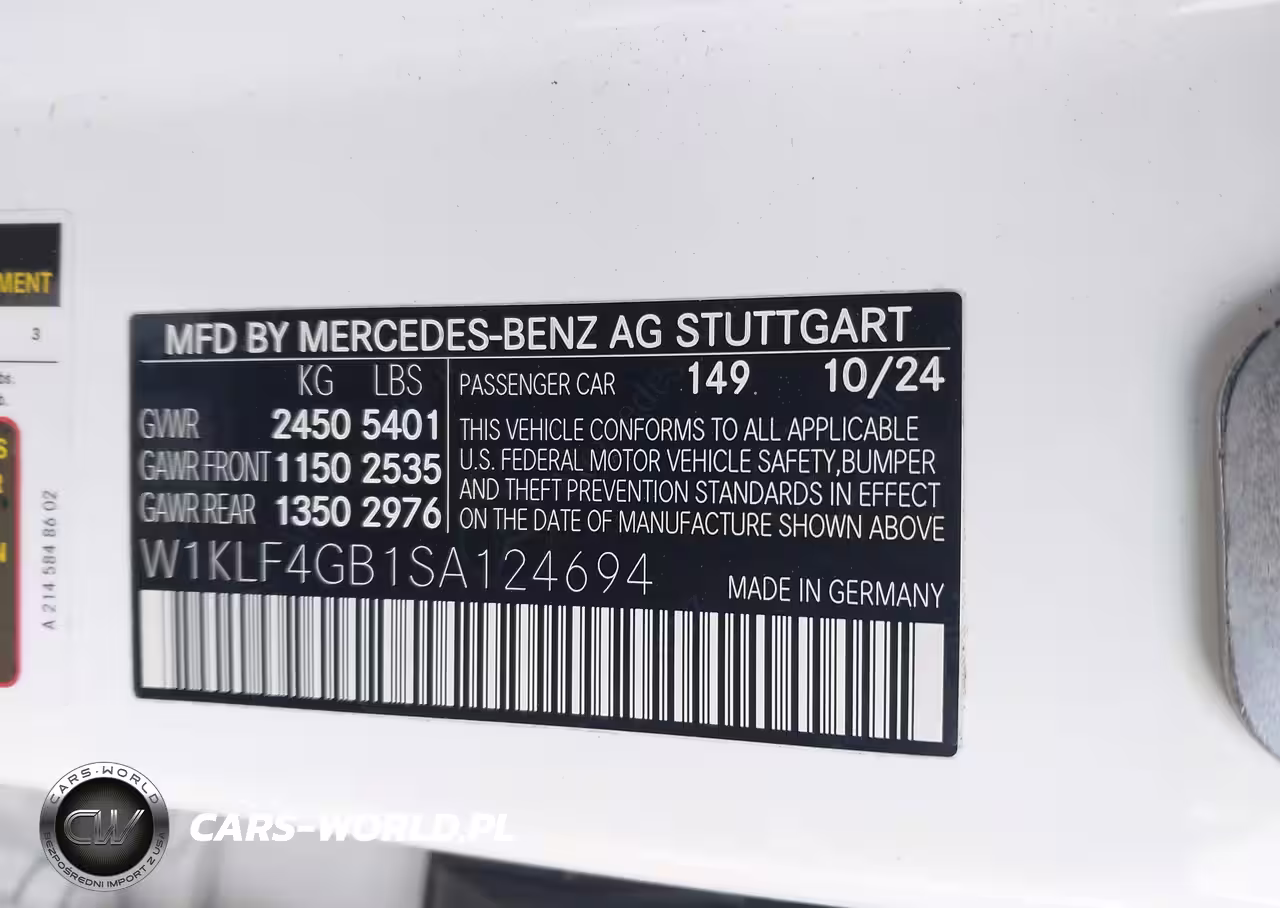 MENT
3
bs.
b.
S
R
N
A 214 584 86 02
MFD BY MERCEDES-BENZ AG STUTTGART
KG LBS
GVWR 2450 5401
GAWR FRONT 1150 2535
GAWR REAR 1350 2976
PASSENGER CAR 149 10/24
THIS VEHICLE CONFORMS TO ALL APPLICABLE
U.S. FEDERAL MOTOR VEHICLE SAFETY,BUMPER
AND THEFT PREVENTION STANDARDS IN EFFECT
ON THE DATE OF MANUFACTURE SHOWN ABOVE
W1KLF4GB1SA124694
MADE IN GERMANY
CARS-WORLD
CW
BEZPOŚREDNI IMPORT Z USA
CARS-WORLD.PL